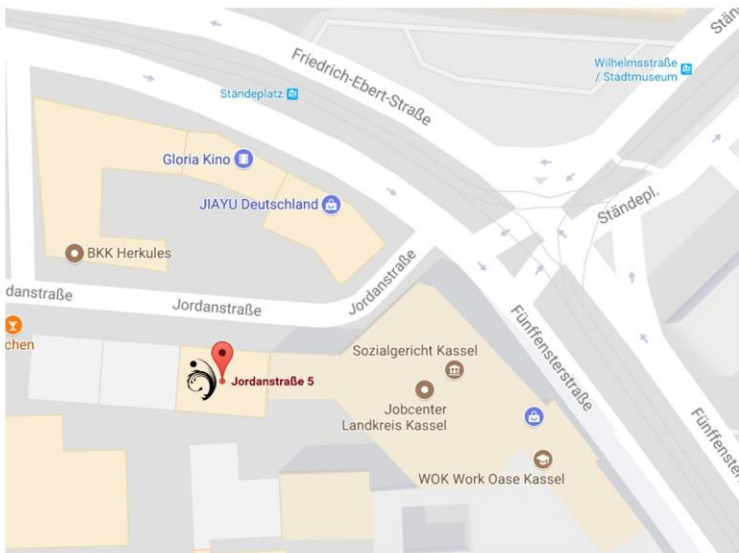 Stän
Friedrich-Ebert-Straße
Wilhelmsstraße
/ Stadtmuseum
Ständeplatz
Gloria Kino
JIAYU Deutschland
Ständepl.
BKK Herkules
danstraße
Jordanstraße
Jordanstraße
chen
Sozialgericht Kassel
Fünffensterstraße
Jordanstraße 5
Jobcenter
Landkreis Kassel
Fünffenster
WOK Work Oase Kassel